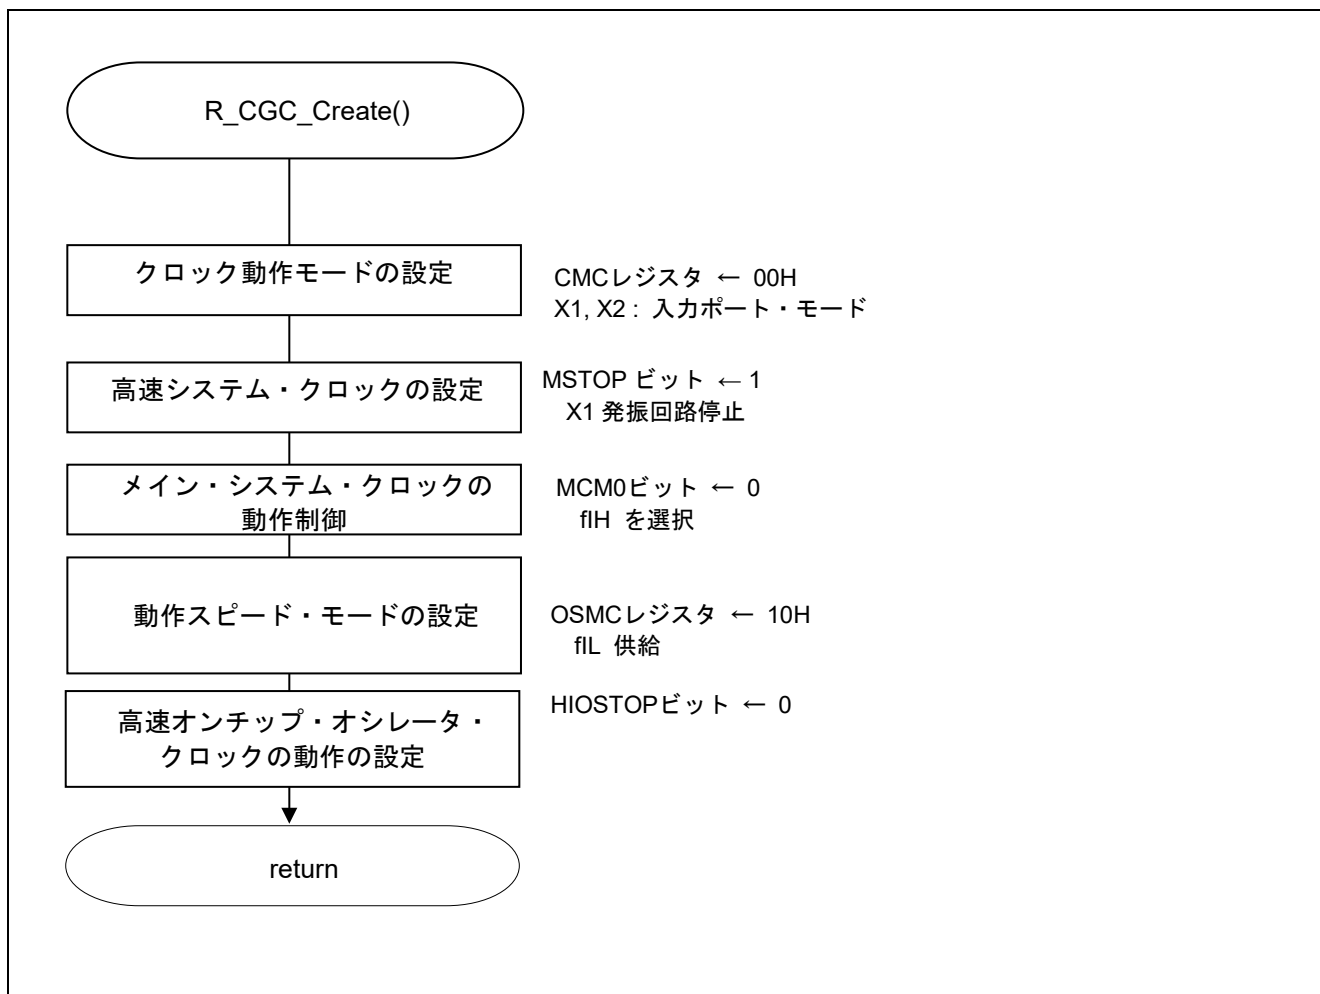 R_CGC_Create()
クロック動作モードの設定
CMCレジスタ ← 00H
X1, X2 : 入力ポート・モード
高速システム・クロックの設定
MSTOP ビット ← 1
X1 発振回路停止
メイン・システム・クロックの
動作制御
MCM0ビット ← 0
fIH を選択
動作スピード・モードの設定
OSMCレジスタ ← 10H
fIL 供給
高速オンチップ・オシレータ・
クロックの動作の設定
HIOSTOPビット ← 0
return